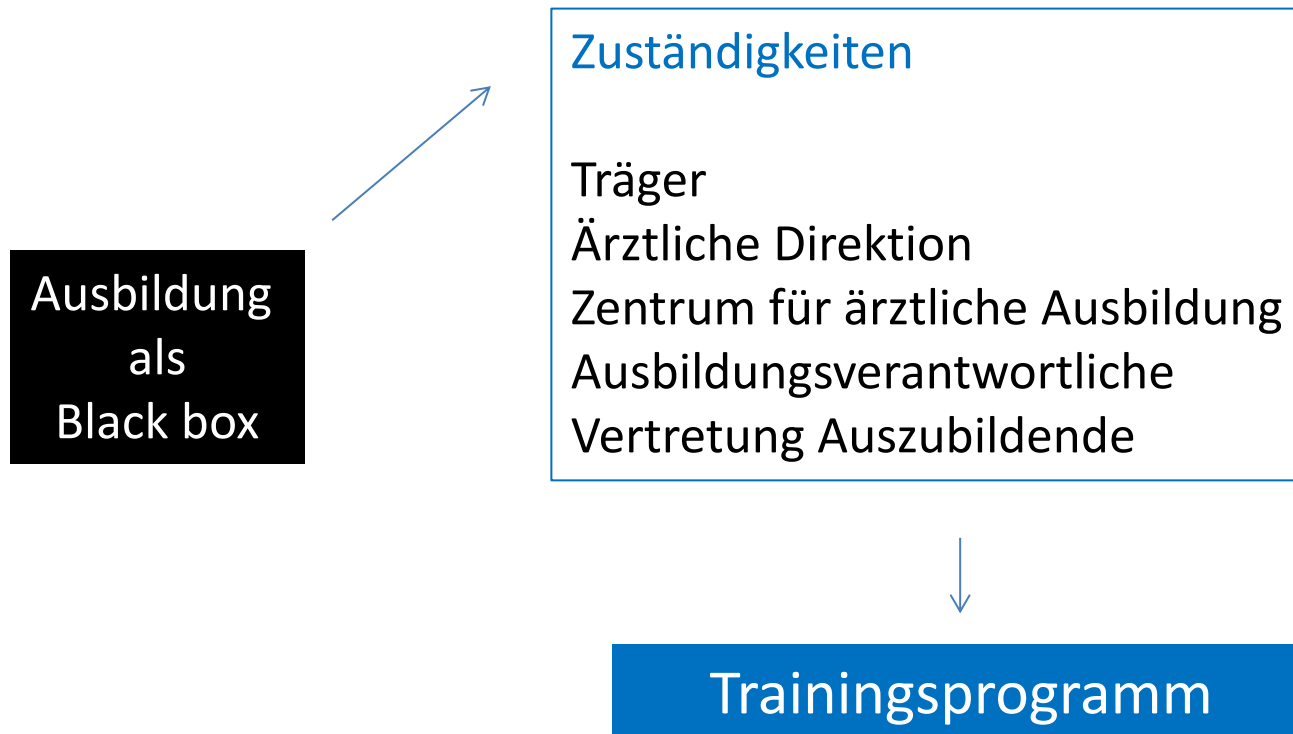 Ausbildung
als
Black box
Zuständigkeiten
Träger
Ärztliche Direktion
Zentrum für ärztliche Ausbildung
Ausbildungsverantwortliche
Vertretung Auszubildende
Trainingsprogramm